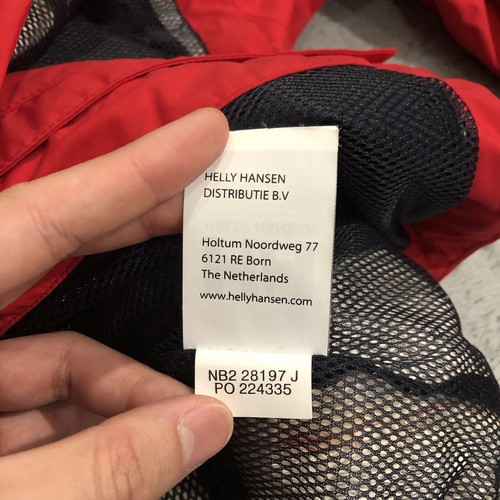 HELLY HANSEN
DISTRIBUTIE B.V
Holtum Noordweg 77
6121 RE Born
The Netherlands
www.hellyhansen.com
NB2 28197 J
PO 224335